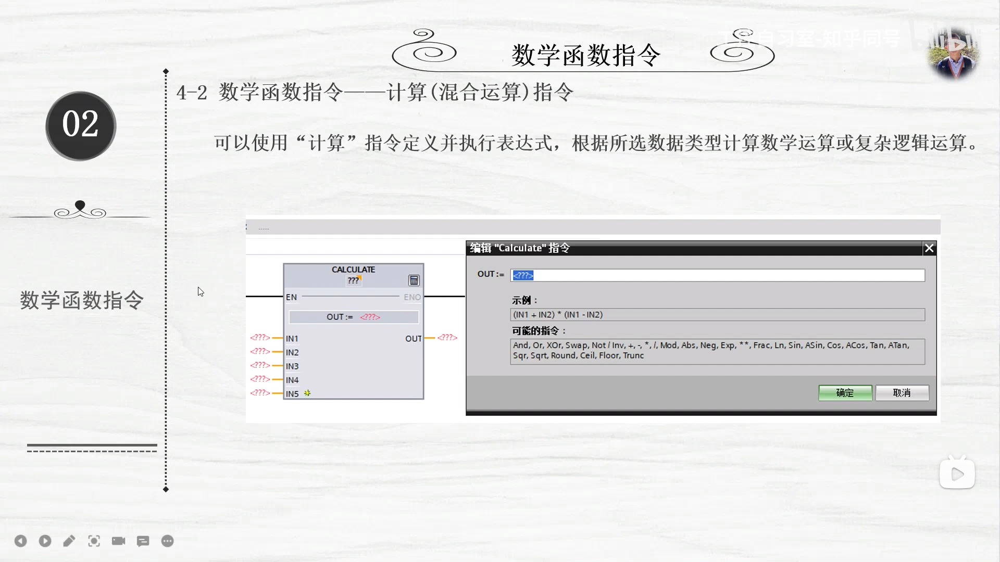 数学函数指令
自习室-知乎同号
bilibili
02
4-2 数学函数指令——计算(混合运算)指令
可以使用“计算”指令定义并执行表达式，根据所选数据类型计算数学运算或复杂逻辑运算。
数学函数指令
: .....
CALCULATE
???
EN ENO
OUT := <???>
<???> IN1 OUT <???>
<???> IN2
<???> IN3
<???> IN4
<???> IN5
编辑 "Calculate" 指令
OUT := <???>
示例：
(IN1 + IN2) * (IN1 - IN2)
可能的指令：
And, Or, XOr, Swap, Not / Inv, +, -, *, /, Mod, Abs, Neg, Exp, **, Frac, Ln, Sin, ASin, Cos, ACos, Tan, ATan,
Sqr, Sqrt, Round, Ceil, Floor, Trunc
确定 取消